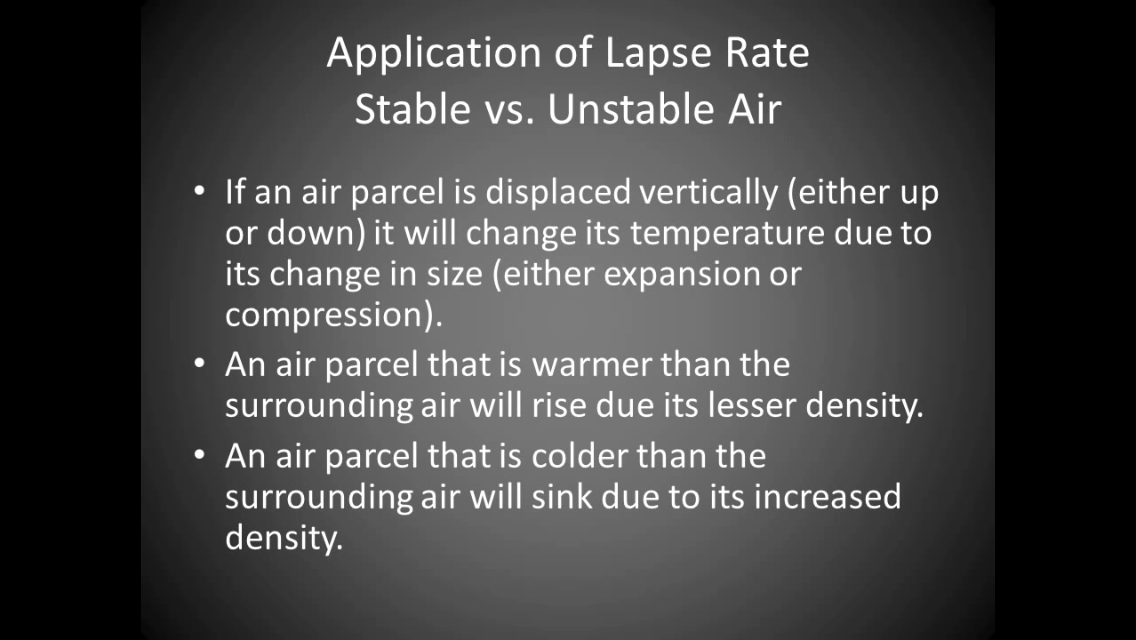 Application of Lapse Rate
Stable vs. Unstable Air
• If an air parcel is displaced vertically (either up
or down) it will change its temperature due to
its change in size (either expansion or
compression).
• An air parcel that is warmer than the
surrounding air will rise due its lesser density.
• An air parcel that is colder than the
surrounding air will sink due to its increased
density.